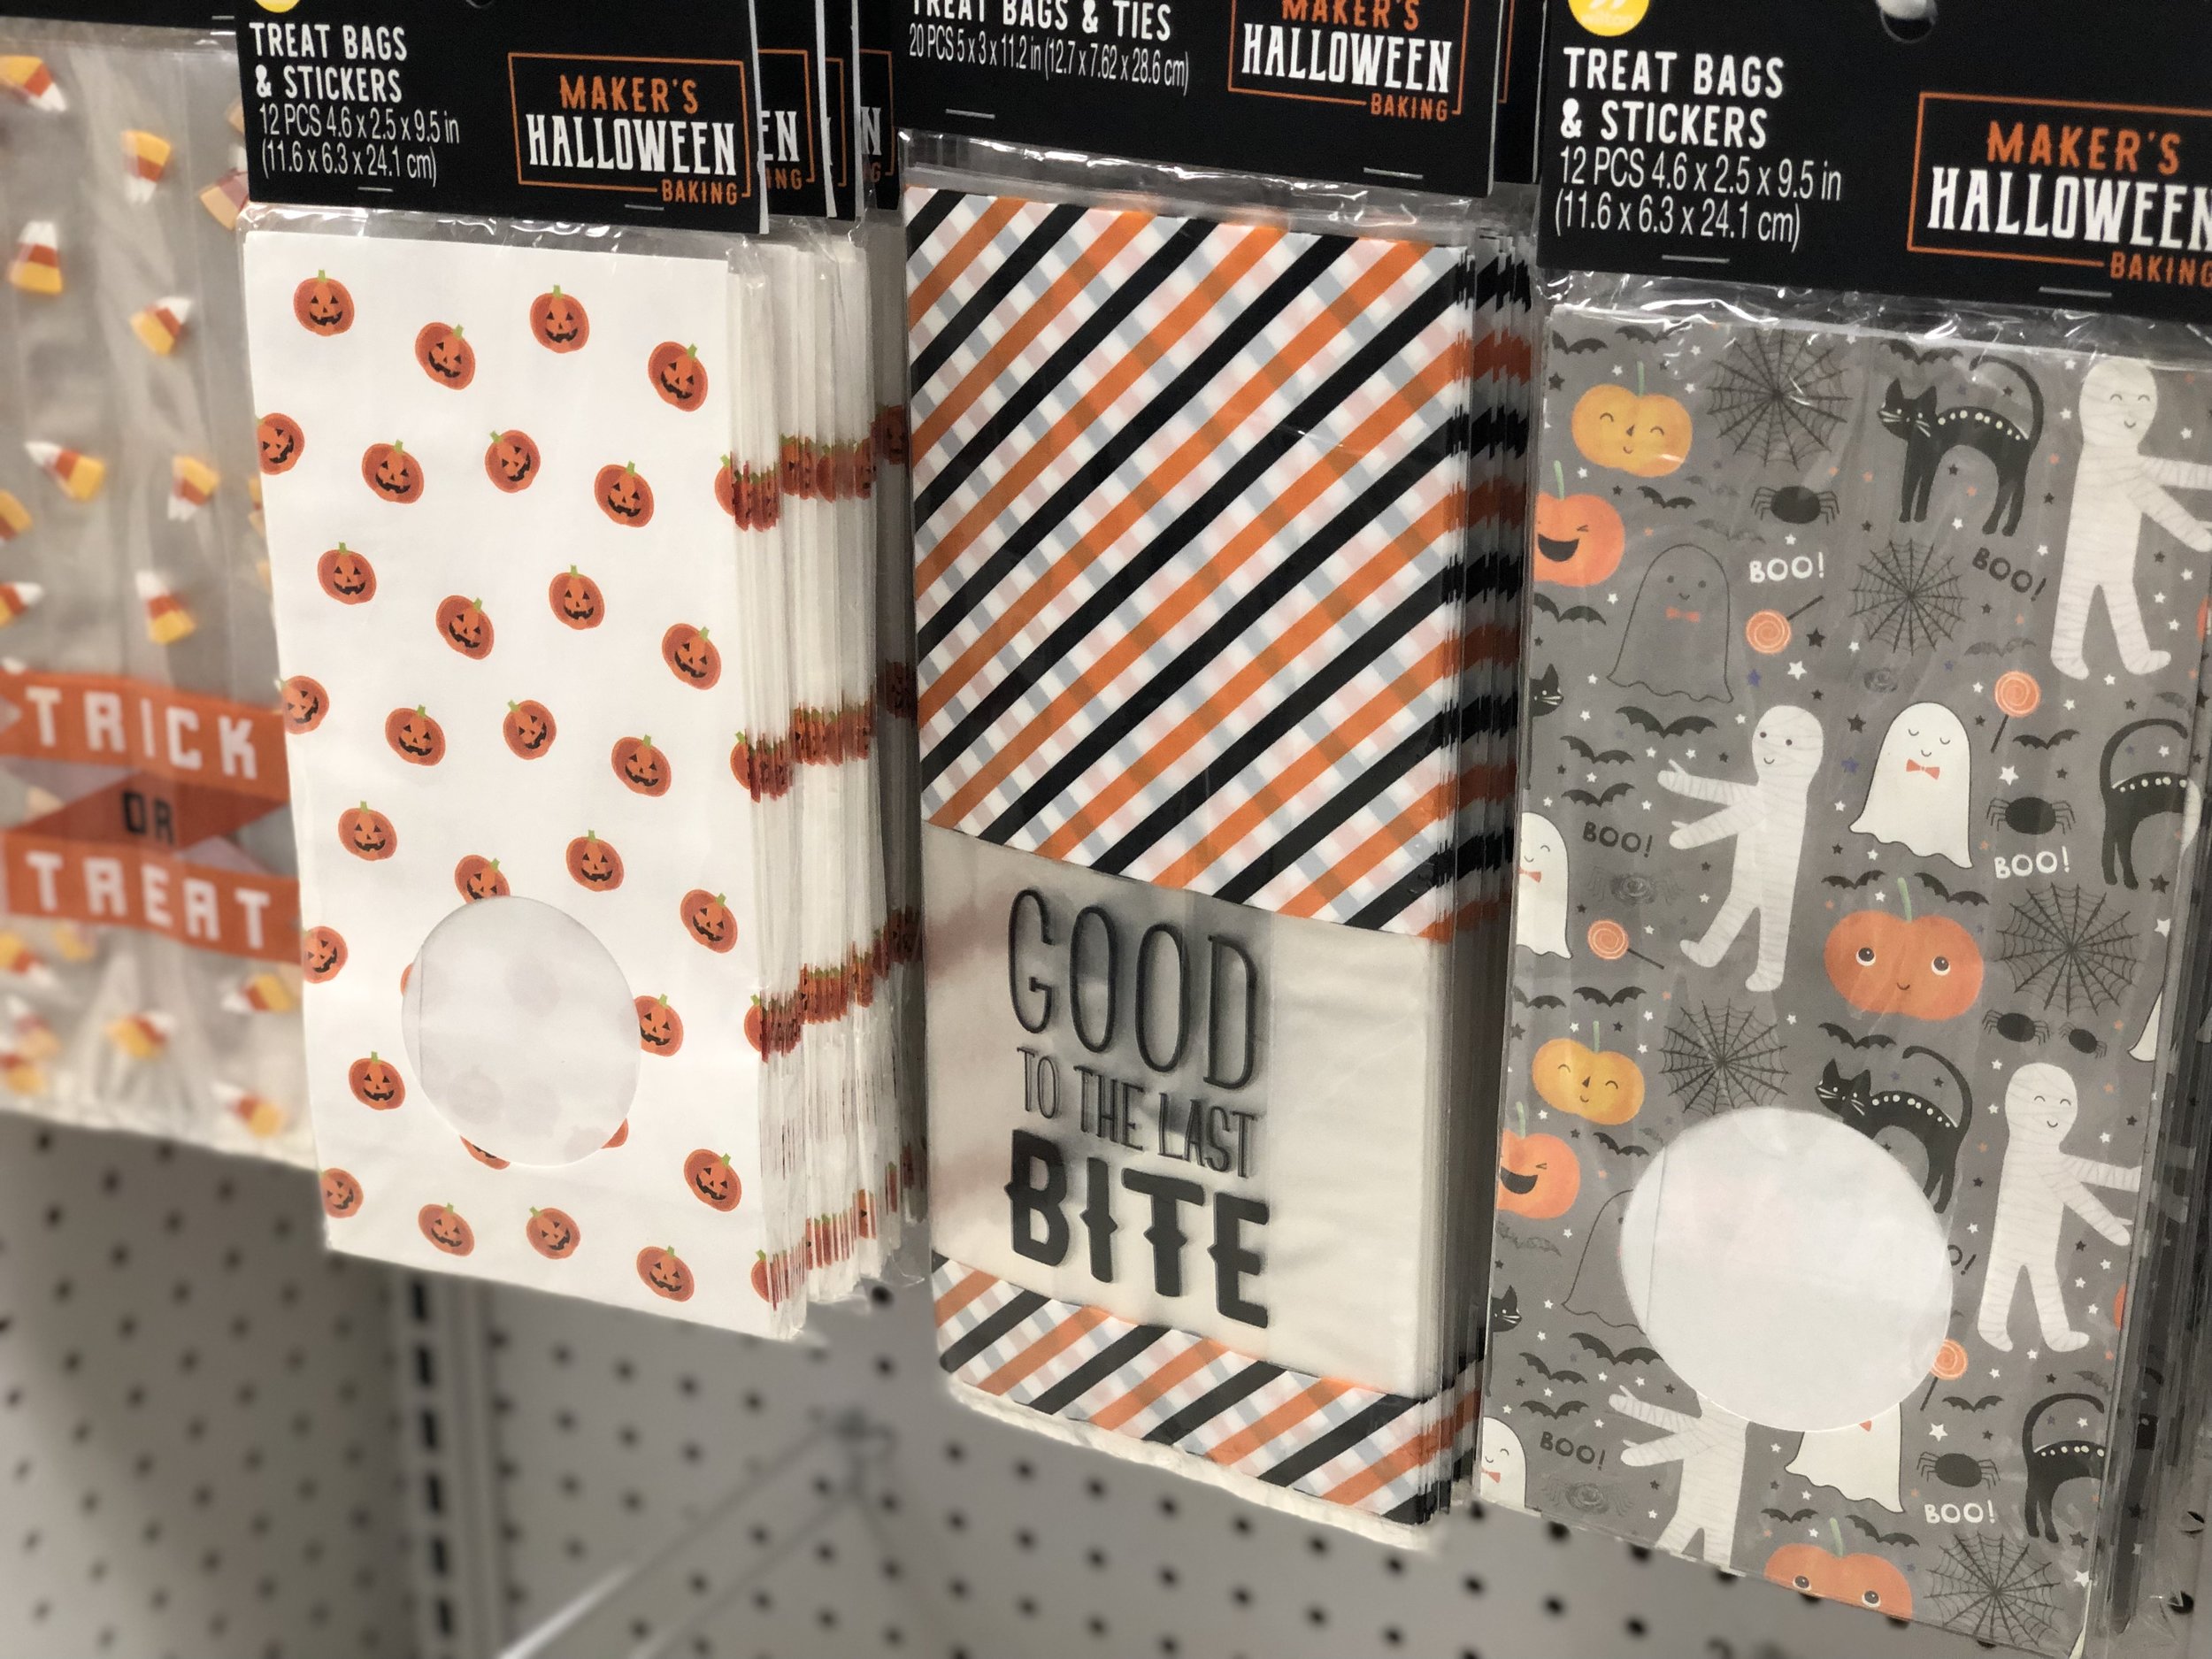 TREAT BAGS
& STICKERS
12 PCS 4.6 x 2.5 x 9.5 in
(11.6 x 6.3 x 24.1 cm)
MAKER'S
HALLOWEEN
BAKING
EN
ING
N
TREAT BAGS & TIES
20 PCS 5 x 3 x 11.2 in (12.7 x 7.62 x 28.6 cm)
MAKER'S
HALLOWEEN
BAKING
wilton
TREAT BAGS
& STICKERS
12 PCS 4.6 x 2.5 x 9.5 in
(11.6 x 6.3 x 24.1 cm)
MAKER'S
HALLOWEEN
BAKING
TRICK
OR
TREAT
GOOD
TO THE LAST
BITE
BOO!
BOO!
BOO!
BOO!
O!
BOO!
BOO!